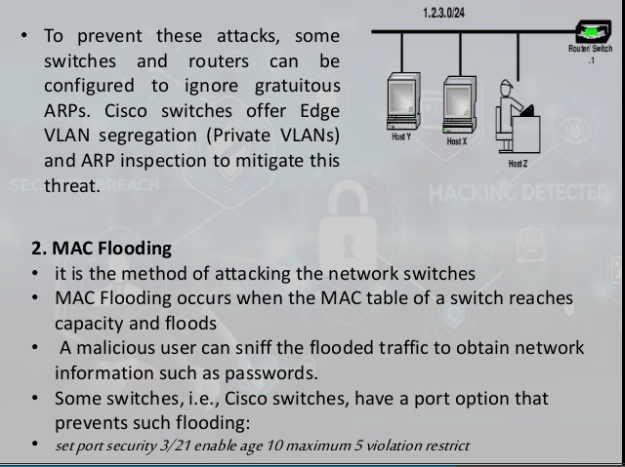 1.2.3.0/24
• To prevent these attacks, some
switches and routers can be
configured to ignore gratuitous
ARPs. Cisco switches offer Edge
VLAN segregation (Private VLANs)
and ARP inspection to mitigate this
threat.
Router/ Switch
.1
Host Y
Host X
Host Z
SECURITY BREACH
HACKING DETECTED
2. MAC Flooding
• it is the method of attacking the network switches
• MAC Flooding occurs when the MAC table of a switch reaches
capacity and floods
• A malicious user can sniff the flooded traffic to obtain network
information such as passwords.
• Some switches, i.e., Cisco switches, have a port option that
prevents such flooding:
• set port security 3/21 enable age 10 maximum 5 violation restrict